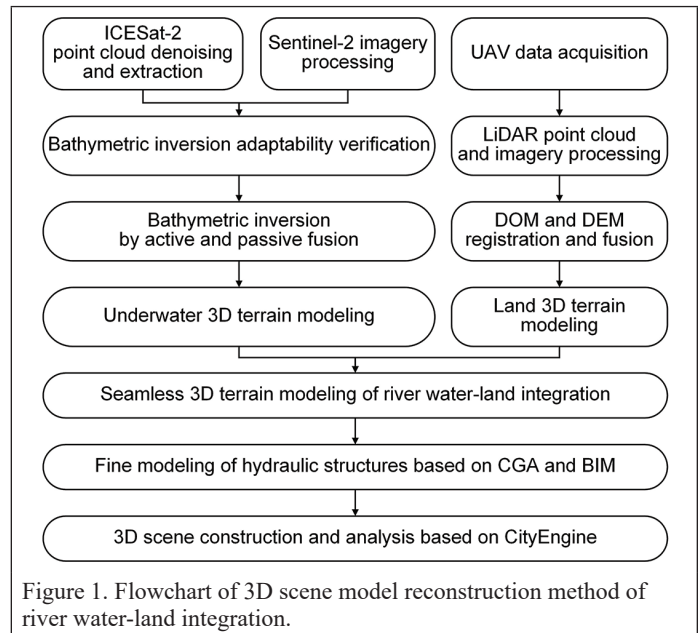 ICESat-2
point cloud denoising
and extraction
Sentinel-2 imagery
processing
UAV data acquisition
Bathymetric inversion adaptability verification
LiDAR point cloud
and imagery processing
Bathymetric inversion
by active and passive fusion
DOM and DEM
registration and fusion
Underwater 3D terrain modeling
Land 3D terrain
modeling
Seamless 3D terrain modeling of river water-land integration
Fine modeling of hydraulic structures based on CGA and BIM
3D scene construction and analysis based on CityEngine
Figure 1. Flowchart of 3D scene model reconstruction method of
river water-land integration.